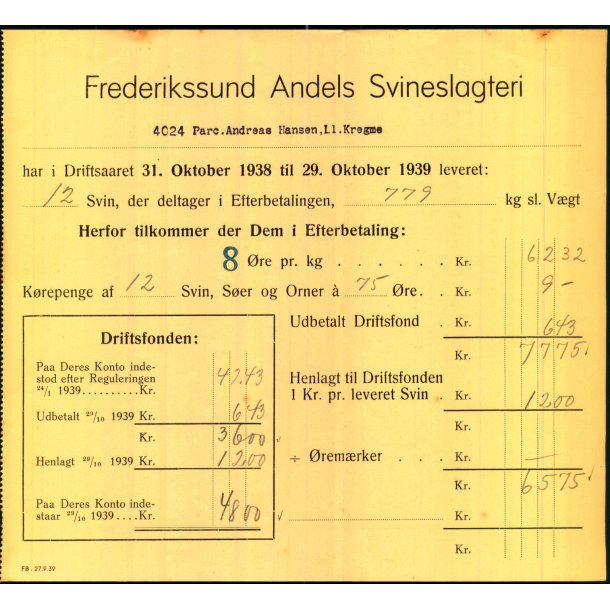 Frederikssund Andels Svineslagteri
4024 Parc.Andreas Hansen,Ll.Kregme
har i Driftsaaret 31. Oktober 1938 til 29. Oktober 1939 leveret:
12 Svin, der deltager i Efterbetalingen, 779 kg sl. Vægt
Herfor tilkommer der Dem i Efterbetaling:
8 Øre pr. kg . . . . . . Kr. 62 32
Kørepenge af 12 Svin, Søer og Orner à 75 Øre. . Kr. 9 -
Udbetalt Driftsfond . Kr. 6 43
77 75
Kr.
Henlagt til Driftsfonden
1 Kr. pr. leveret Svin . Kr. 12 00
Kr.
÷ Øremærker . . . Kr. —
Kr. 65 75
Kr.
Driftsfonden:
Paa Deres Konto inde-
stod efter Reguleringen
24/1 1939 .......... Kr. 42 43
Udbetalt 29/10 1939 Kr. 6 43
Kr. 36 00
Henlagt 29/10 1939 Kr. 12 00
Paa Deres Konto inde-
staar 29/10 1939 .... Kr. 48 00
FB. 27.9.39